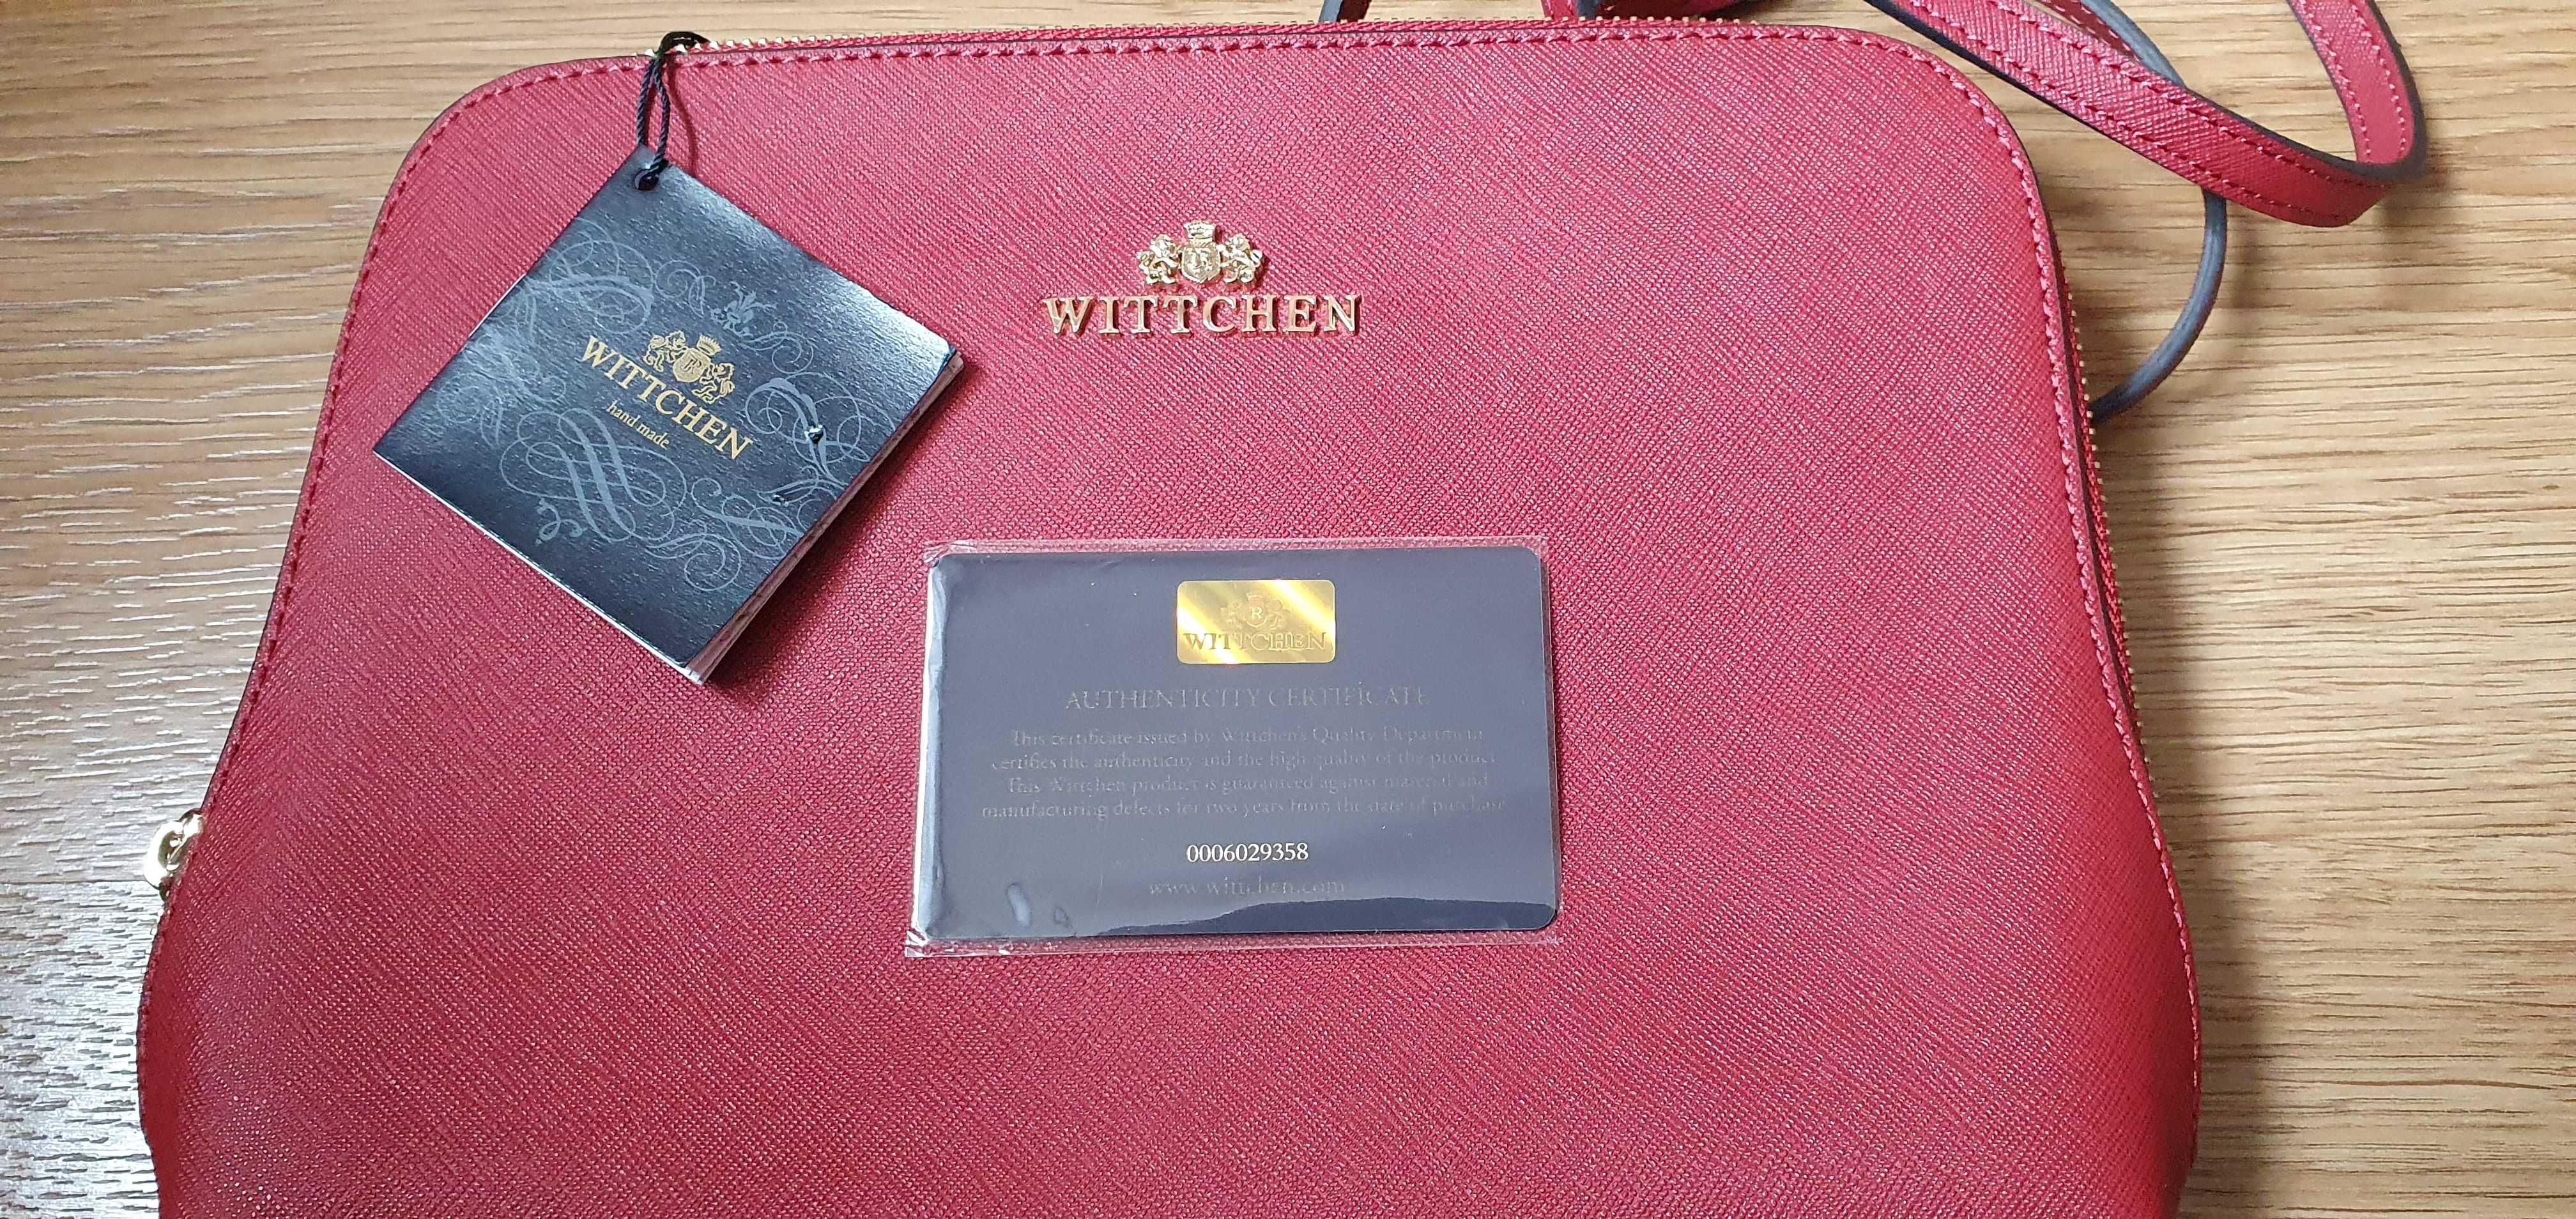 WITTCHEN
WITTCHEN
hand made
R
WITTCHEN
AUTHENTICITY CERTIFICATE
This certificate issued by Wittchen's Quality Department
certifies the authenticity and the high quality of the product
This Wittchen product is guaranteed against material and
manufacturing defects for two years from the date of purchase
0006029358
www.wittchen.com